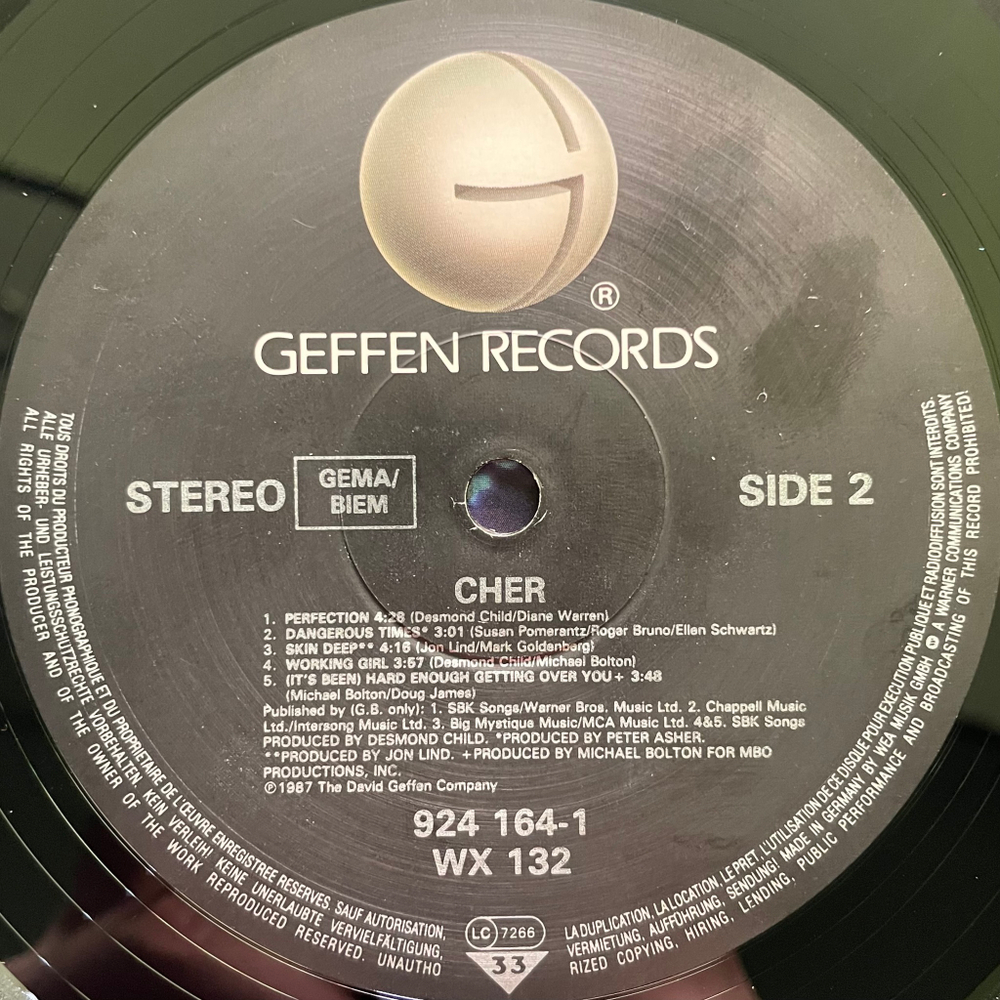 ®
GEFFEN RECORDS
STEREO
GEMA/
BIEM
SIDE 2
CHER
1. PERFECTION 4:28 (Desmond Child/Diane Warren)
2. DANGEROUS TIMES* 3:01 (Susan Pomerantz/Roger Bruno/Ellen Schwartz)
3. SKIN DEEP** 4:16 (Jon Lind/Mark Goldenberg)
4. WORKING GIRL 3:57 (Desmond Child/Michael Bolton)
5. (IT'S BEEN) HARD ENOUGH GETTING OVER YOU + 3:48
(Michael Bolton/Doug James)
Published by (G.B. only): 1. SBK Songs/Warner Bros. Music Ltd. 2. Chappell Music
Ltd./Intersong Music Ltd. 3. Big Mystique Music/MCA Music Ltd. 4&5. SBK Songs
PRODUCED BY DESMOND CHILD. *PRODUCED BY PETER ASHER.
**PRODUCED BY JON LIND. +PRODUCED BY MICHAEL BOLTON FOR MBO
PRODUCTIONS, INC.
℗1987 The David Geffen Company
924 164-1
WX 132
LC 7266
33
TOUS DROITS DU PRODUCTEUR PHONOGRAPHIQUE ET DU PROPRIETAIRE DE L'ŒUVRE ENREGISTREE RESERVES. SAUF AUTORISATION,
ALLE URHEBER- UND LEISTUNGSSCHUTZRECHTE VORBEHALTEN. KEIN VERLEIH! KEINE UNERLAUBTE VERVIELFÄLTIGUNG,
ALL RIGHTS OF THE PRODUCER AND OF THE OWNER OF THE WORK REPRODUCED RESERVED. UNAUTHO
LA DUPLICATION, LA LOCATION, LE PRET, L'UTILISATION DE CE DISQUE POUR EXECUTION PUBLIQUE ET RADIODIFFUSION SONT INTERDITS.
VERMIETUNG, AUFFÜHRUNG, SENDUNG! MADE IN GERMANY BY WEA MUSIK GMBH A WARNER COMMUNICATIONS COMPANY
RIZED COPYING, HIRING, LENDING, PUBLIC PERFORMANCE AND BROADCASTING OF THIS RECORD PROHIBITED!